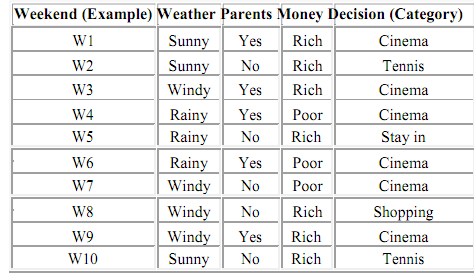 Weekend (Example) Weather Parents Money Decision (Category)
W1 Sunny Yes Rich Cinema
W2 Sunny No Rich Tennis
W3 Windy Yes Rich Cinema
W4 Rainy Yes Poor Cinema
W5 Rainy No Rich Stay in
W6 Rainy Yes Poor Cinema
W7 Windy No Poor Cinema
W8 Windy No Rich Shopping
W9 Windy Yes Rich Cinema
W10 Sunny No Rich Tennis